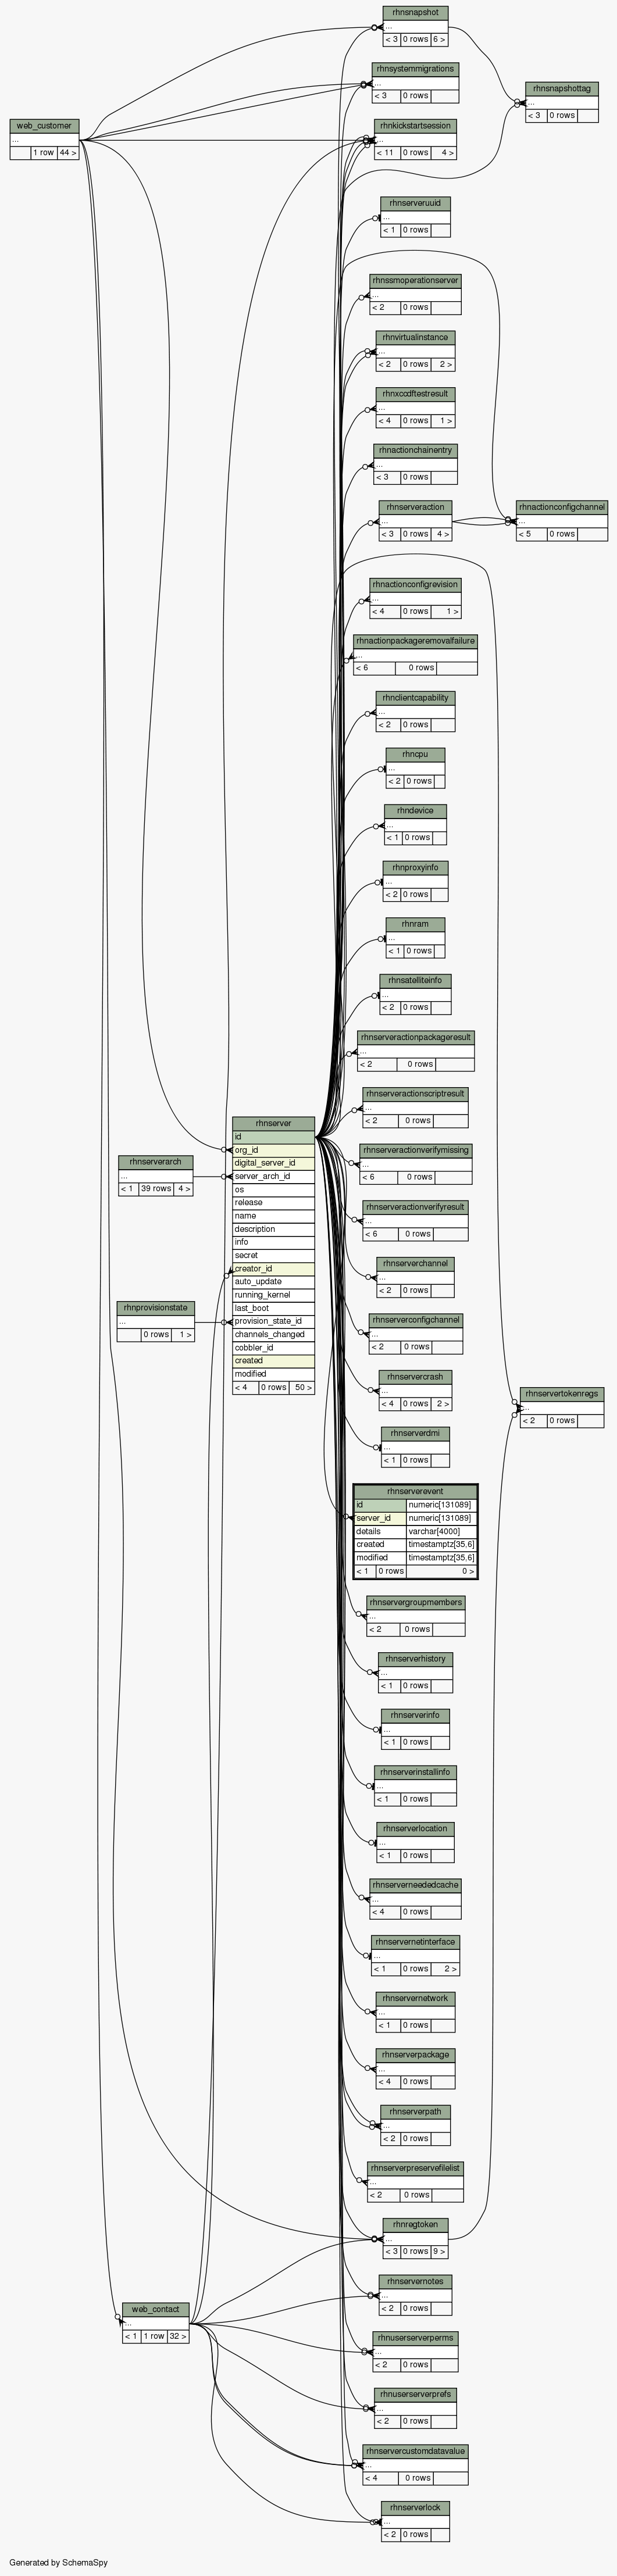 rhnsnapshot
...
< 3 0 rows 6 >
rhnsystemmigrations
...
< 3 0 rows
rhnsnapshottag
...
< 3 0 rows
web_customer
...
1 row 44 >
rhnkickstartsession
...
< 11 0 rows 4 >
rhnserveruuid
...
< 1 0 rows
rhnssmoperationserver
...
< 2 0 rows
rhnvirtualinstance
...
< 2 0 rows 2 >
rhnxccdftestresult
...
< 4 0 rows 1 >
rhnactionchainentry
...
< 3 0 rows
rhnserveraction
...
< 3 0 rows 4 >
rhnactionconfigchannel
...
< 5 0 rows
rhnactionconfigrevision
...
< 4 0 rows 1 >
rhnactionpackageremovalfailure
...
< 6 0 rows
rhnclientcapability
...
< 2 0 rows
rhncpu
...
< 2 0 rows
rhndevice
...
< 1 0 rows
rhnproxyinfo
...
< 2 0 rows
rhnram
...
< 1 0 rows
rhnsatelliteinfo
...
< 2 0 rows
rhnserveractionpackageresult
...
< 2 0 rows
rhnserveractionscriptresult
...
< 2 0 rows
rhnserver
id
org_id
digital_server_id
server_arch_id
os
release
name
description
info
secret
creator_id
auto_update
running_kernel
last_boot
provision_state_id
channels_changed
cobbler_id
created
modified
< 4 0 rows 50 >
rhnserverarch
...
< 1 39 rows 4 >
rhnprovisionstate
...
0 rows 1 >
rhnserveractionverifymissing
...
< 6 0 rows
rhnserveractionverifyresult
...
< 6 0 rows
rhnserverchannel
...
< 2 0 rows
rhnserverconfigchannel
...
< 2 0 rows
rhnservercrash
...
< 4 0 rows 2 >
rhnservertokenregs
...
< 2 0 rows
rhnserverdmi
...
< 1 0 rows
rhnserverevent
id numeric[131089]
server_id numeric[131089]
details varchar[4000]
created timestamptz[35,6]
modified timestamptz[35,6]
< 1 0 rows 0 >
rhnservergroupmembers
...
< 2 0 rows
rhnserverhistory
...
< 1 0 rows
rhnserverinfo
...
< 1 0 rows
rhnserverinstallinfo
...
< 1 0 rows
rhnserverlocation
...
< 1 0 rows
rhnserverneededcache
...
< 4 0 rows
rhnservernetinterface
...
< 1 0 rows 2 >
rhnservernetwork
...
< 1 0 rows
rhnserverpackage
...
< 4 0 rows
rhnserverpath
...
< 2 0 rows
rhnserverpreservefilelist
...
< 2 0 rows
rhnregtoken
...
< 3 0 rows 9 >
rhnservernotes
...
< 2 0 rows
web_contact
...
< 1 1 row 32 >
rhnuserserverperms
...
< 2 0 rows
rhnuserserverprefs
...
< 2 0 rows
rhnservercustomdatavalue
...
< 4 0 rows
rhnserverlock
...
< 2 0 rows
Generated by SchemaSpy